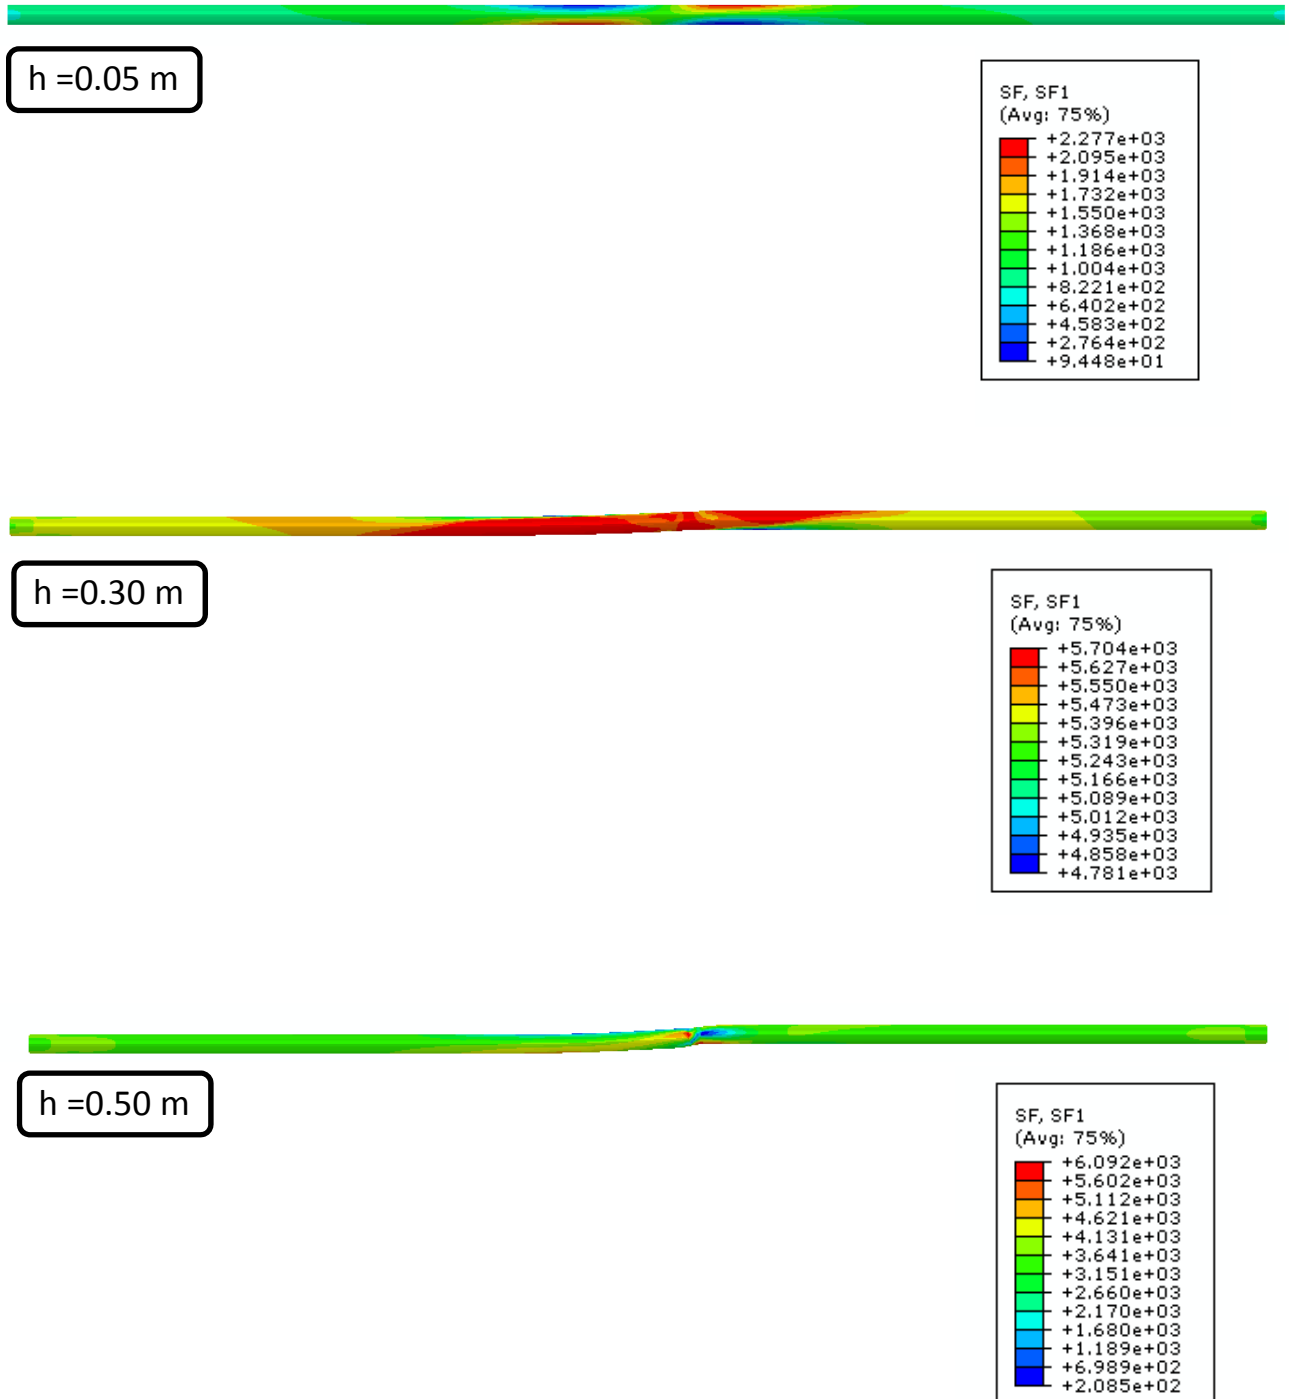 h =0.05 m
SF, SF1
(Avg: 75%)
+2.277e+03
+2.095e+03
+1.914e+03
+1.732e+03
+1.550e+03
+1.368e+03
+1.186e+03
+1.004e+03
+8.221e+02
+6.402e+02
+4.583e+02
+2.764e+02
+9.448e+01
h =0.30 m
SF, SF1
(Avg: 75%)
+5.704e+03
+5.627e+03
+5.550e+03
+5.473e+03
+5.396e+03
+5.319e+03
+5.243e+03
+5.166e+03
+5.089e+03
+5.012e+03
+4.935e+03
+4.858e+03
+4.781e+03
h =0.50 m
SF, SF1
(Avg: 75%)
+6.092e+03
+5.602e+03
+5.112e+03
+4.621e+03
+4.131e+03
+3.641e+03
+3.151e+03
+2.660e+03
+2.170e+03
+1.680e+03
+1.189e+03
+6.989e+02
+2.085e+02